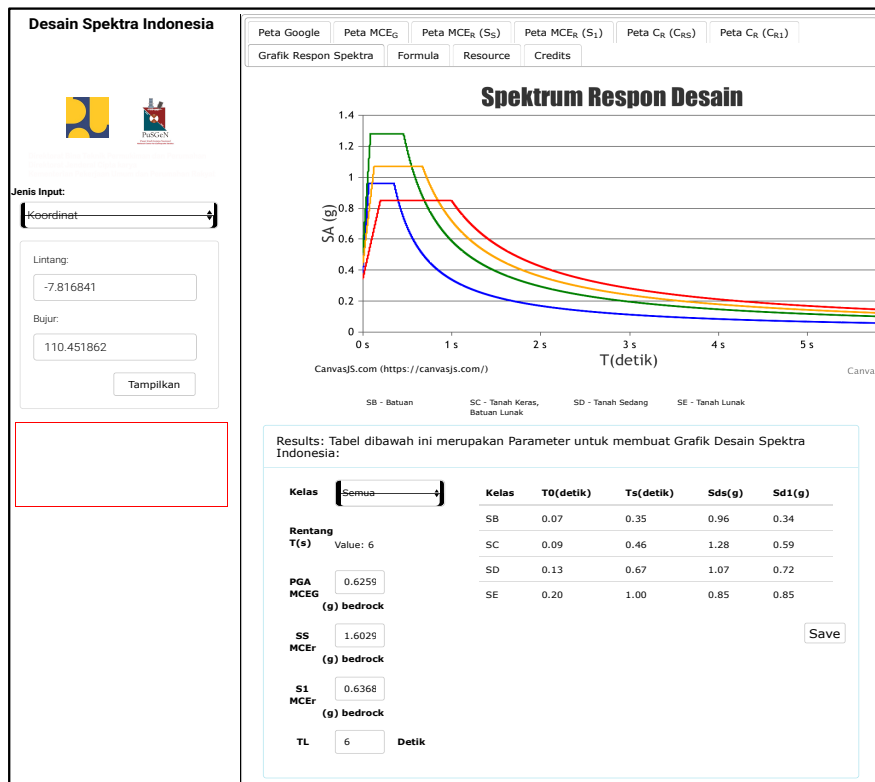 Desain Spektra Indonesia
PuSGeN
Jenis Input:
Koordinat
Lintang:
-7.816841
Bujur:
110.451862
Tampilkan
Peta Google Peta MCEG Peta MCER (SS) Peta MCER (S1) Peta CR (CRS) Peta CR (CR1)
Grafik Respon Spektra Formula Resource Credits
Spektrum Respon Desain
1.4
1.2
1
0.8
0.6
0.4
0.2
0
SA (g)
0 s 1 s 2 s 3 s 4 s 5 s
T(detik)
CanvasJS.com (https://canvasjs.com/) Canva
SB - Batuan SC - Tanah Keras, SD - Tanah Sedang SE - Tanah Lunak
Batuan Lunak
Results: Tabel dibawah ini merupakan Parameter untuk membuat Grafik Desain Spektra
Indonesia:
Kelas Semua
Rentang
T(s) Value: 6
PGA 0.6259
MCEG
(g) bedrock
SS 1.6029
MCEr
(g) bedrock
S1 0.6368
MCEr
(g) bedrock
TL 6 Detik
Kelas T0(detik) Ts(detik) Sds(g) Sd1(g)
SB 0.07 0.35 0.96 0.34
SC 0.09 0.46 1.28 0.59
SD 0.13 0.67 1.07 0.72
SE 0.20 1.00 0.85 0.85
Save